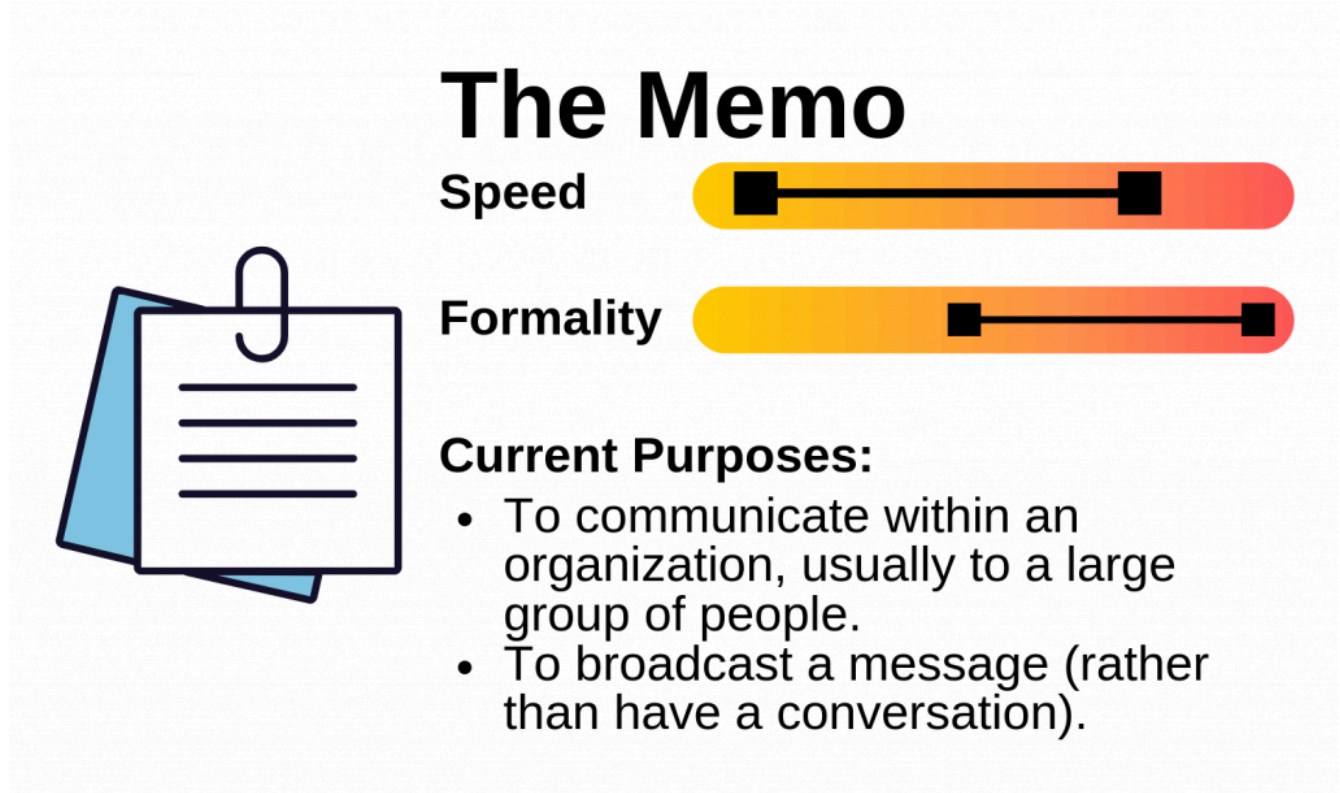 The Memo
Speed
Formality
Current Purposes:
• To communicate within an
organization, usually to a large
group of people.
• To broadcast a message (rather
than have a conversation).